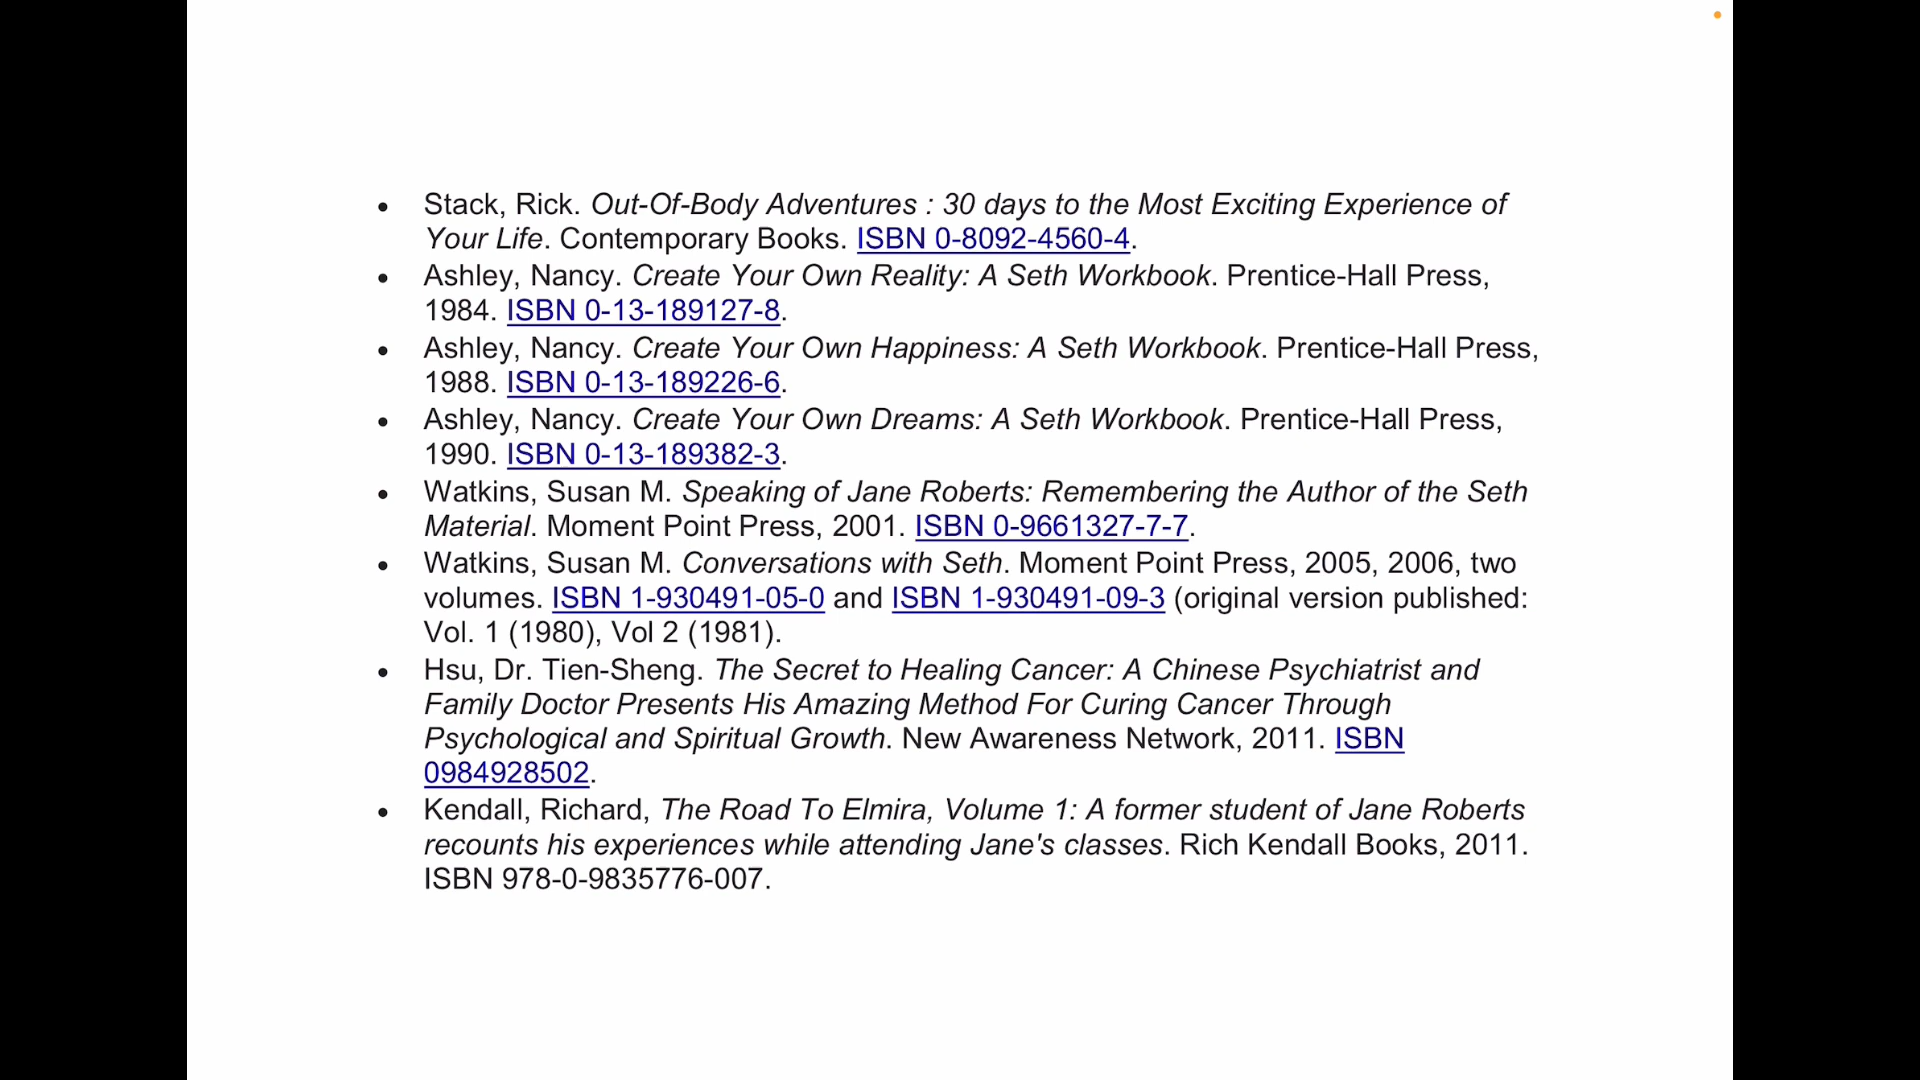 • Stack, Rick. Out-Of-Body Adventures : 30 days to the Most Exciting Experience of
Your Life. Contemporary Books. ISBN 0-8092-4560-4.
• Ashley, Nancy. Create Your Own Reality: A Seth Workbook. Prentice-Hall Press,
1984. ISBN 0-13-189127-8.
• Ashley, Nancy. Create Your Own Happiness: A Seth Workbook. Prentice-Hall Press,
1988. ISBN 0-13-189226-6.
• Ashley, Nancy. Create Your Own Dreams: A Seth Workbook. Prentice-Hall Press,
1990. ISBN 0-13-189382-3.
• Watkins, Susan M. Speaking of Jane Roberts: Remembering the Author of the Seth
Material. Moment Point Press, 2001. ISBN 0-9661327-7-7.
• Watkins, Susan M. Conversations with Seth. Moment Point Press, 2005, 2006, two
volumes. ISBN 1-930491-05-0 and ISBN 1-930491-09-3 (original version published:
Vol. 1 (1980), Vol 2 (1981).
• Hsu, Dr. Tien-Sheng. The Secret to Healing Cancer: A Chinese Psychiatrist and
Family Doctor Presents His Amazing Method For Curing Cancer Through
Psychological and Spiritual Growth. New Awareness Network, 2011. ISBN
0984928502.
• Kendall, Richard, The Road To Elmira, Volume 1: A former student of Jane Roberts
recounts his experiences while attending Jane's classes. Rich Kendall Books, 2011.
ISBN 978-0-9835776-007.